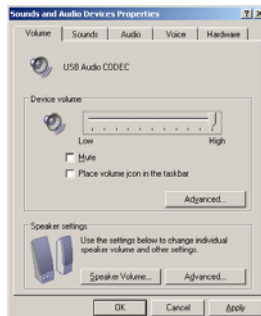 Sounds and Audio Devices Properties
Volume Sounds Audio Voice Hardware
USB Audio CODEC
Device volume
Low High
Mute
Place volume icon in the taskbar
Advanced...
Speaker settings
Use the settings below to change individual
speaker volume and other settings.
Speaker Volume... Advanced...
OK Cancel Apply